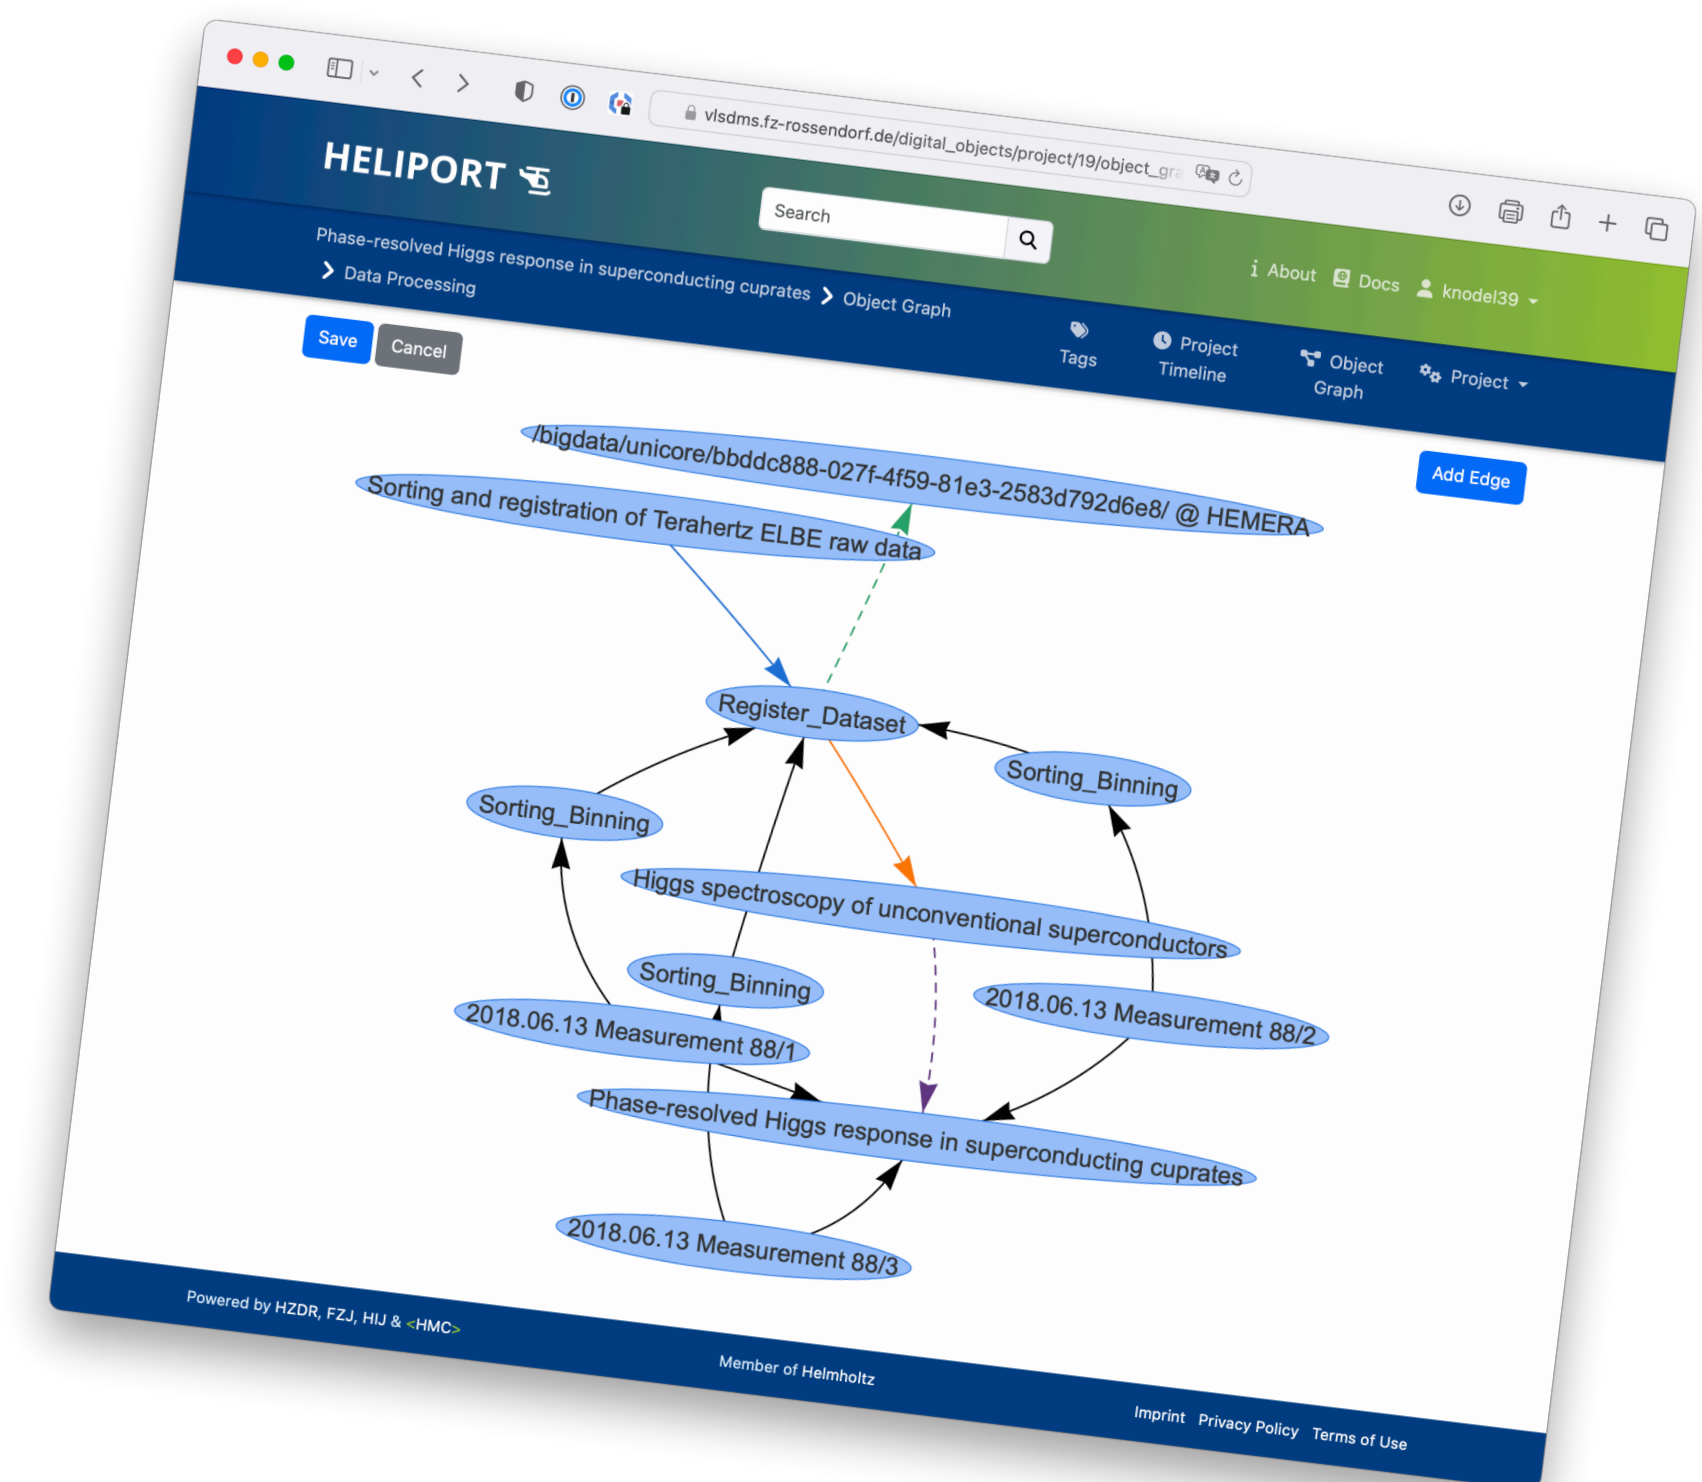 vlsdms.fz-rossendorf.de/digital_objects/project/19/object_gra
HELIPORT
Search
About
Docs
knodel39
Phase-resolved Higgs response in superconducting cuprates
Object Graph
Data Processing
Tags
Project
Timeline
Object
Graph
Project
Save
Cancel
Add Edge
/bigdata/unicore/bbddc888-027f-4f59-81e3-2583d792d6e8/ @ HEMERA
Sorting and registration of Terahertz ELBE raw data
Register_Dataset
Sorting_Binning
Sorting_Binning
Higgs spectroscopy of unconventional superconductors
Sorting_Binning
2018.06.13 Measurement 88/2
2018.06.13 Measurement 88/1
Phase-resolved Higgs response in superconducting cuprates
2018.06.13 Measurement 88/3
Powered by HZDR, FZJ, HIJ & <HMC>
Member of Helmholtz
Imprint Privacy Policy Terms of Use